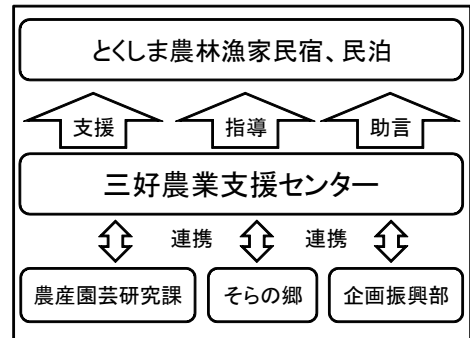 とくしま農林漁家民宿、民泊
支援 指導 助言
三好農業支援センター
連携 連携
農産園芸研究課 そらの郷 企画振興部